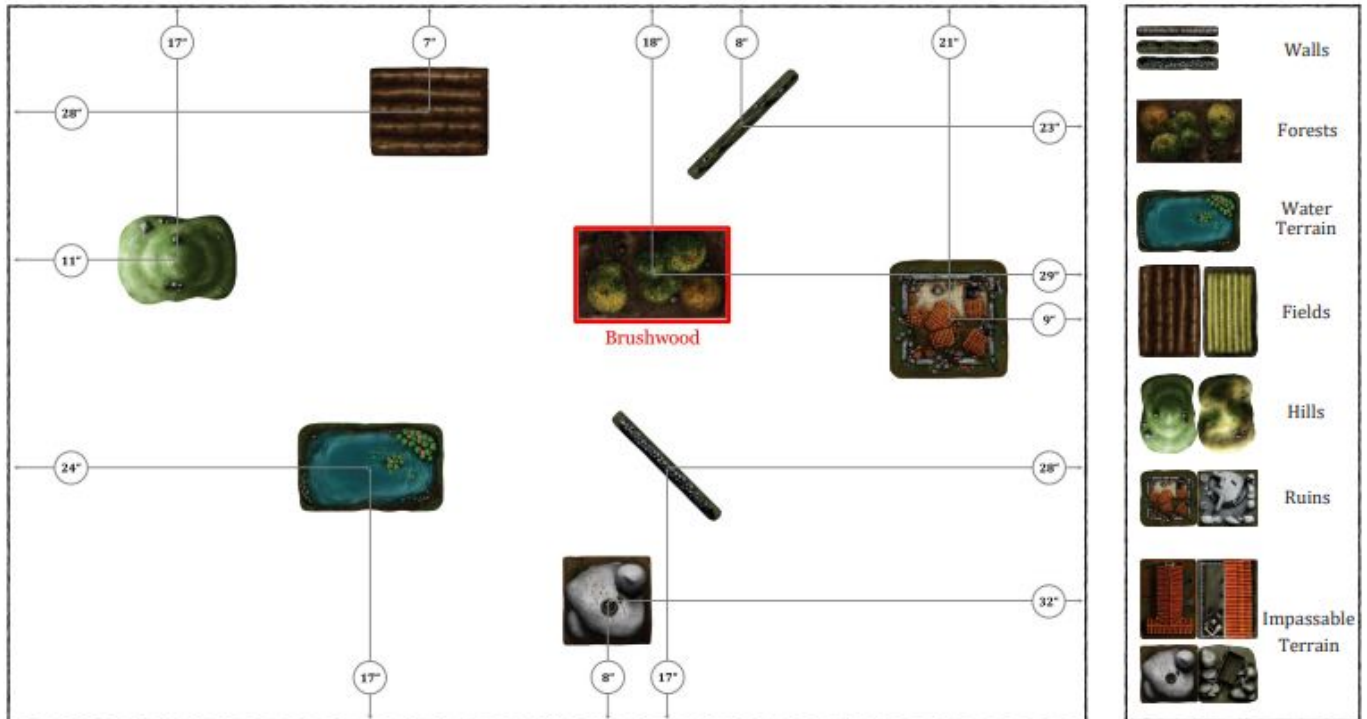 17"
7"
18"
8"
21"
28"
23"
11"
29"
9"
Brushwood
24"
28"
32"
17"
8"
17"
Walls
Forests
Water
Terrain
Fields
Hills
Ruins
Impassable
Terrain